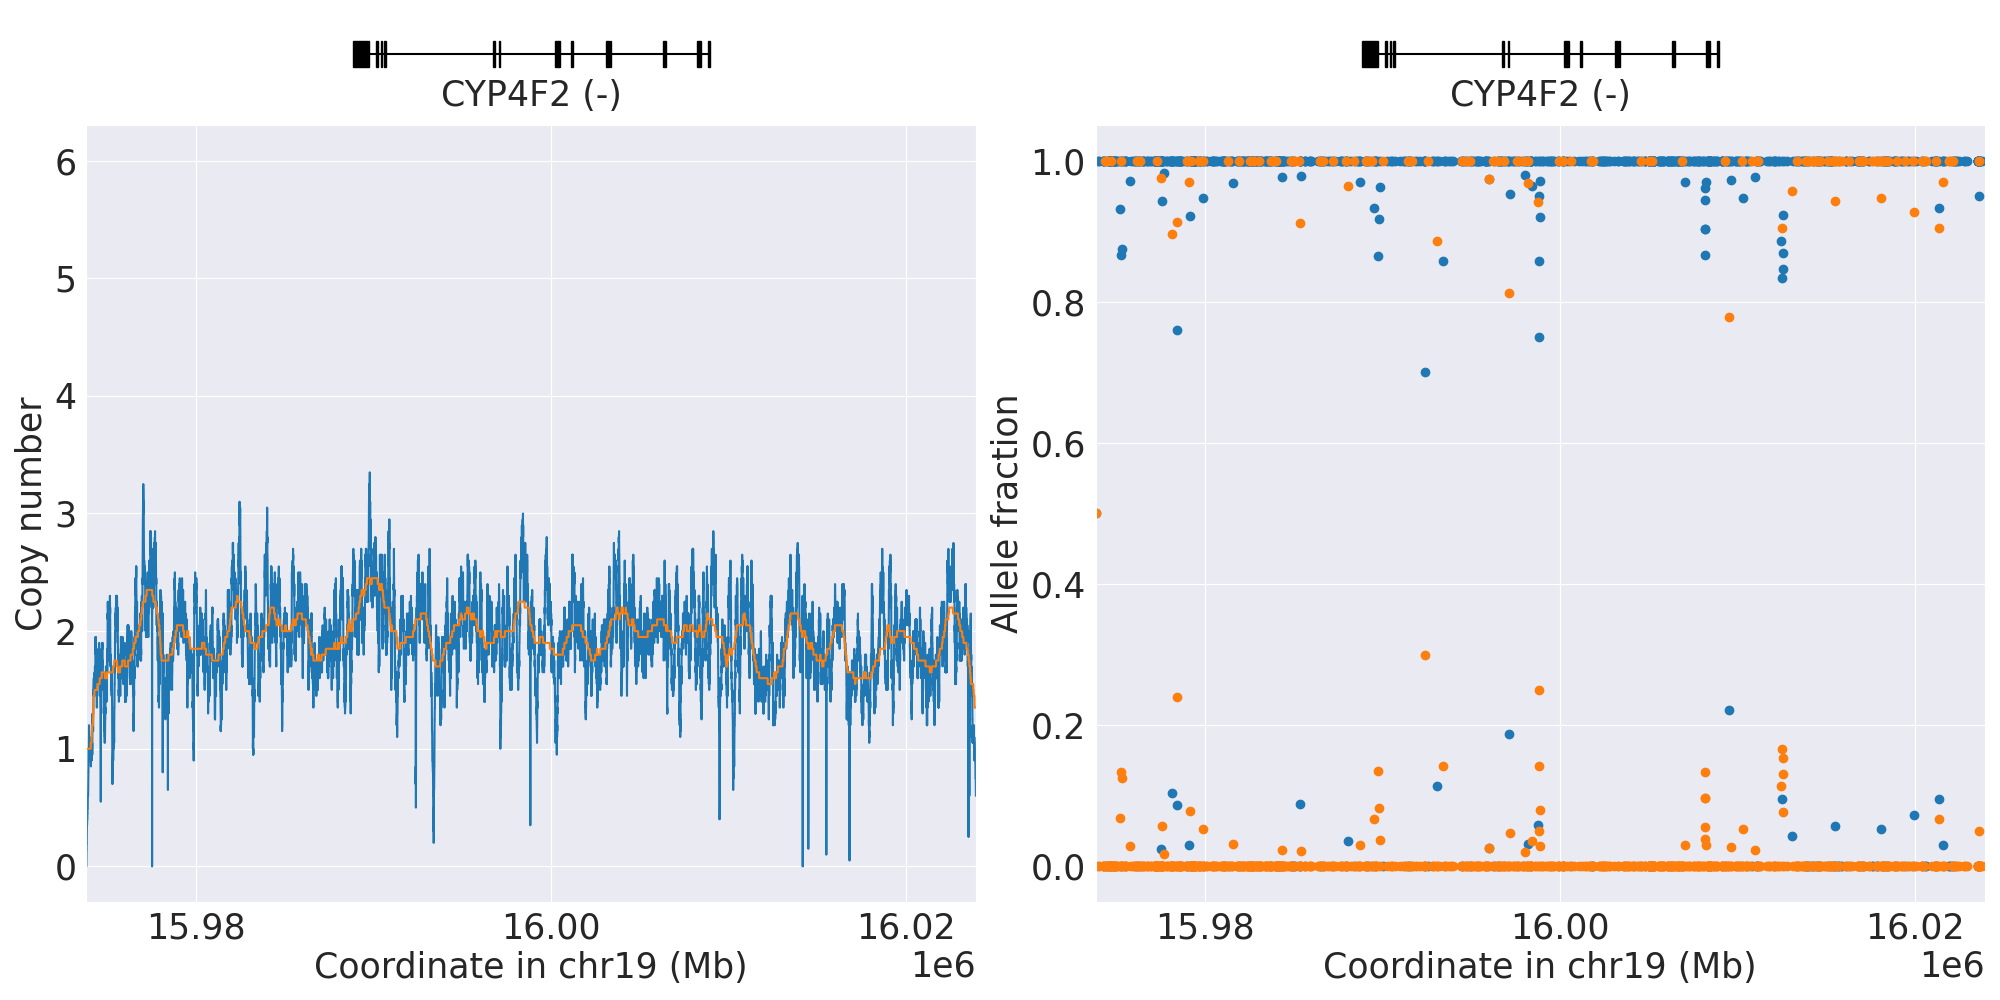 CYP4F2 (-)
6
5
4
3
2
1
0
Copy number
15.98
16.00
16.02
Coordinate in chr19 (Mb)
1e6
CYP4F2 (-)
1.0
0.8
0.6
0.4
0.2
0.0
Allele fraction
15.98
16.00
16.02
Coordinate in chr19 (Mb)
1e6